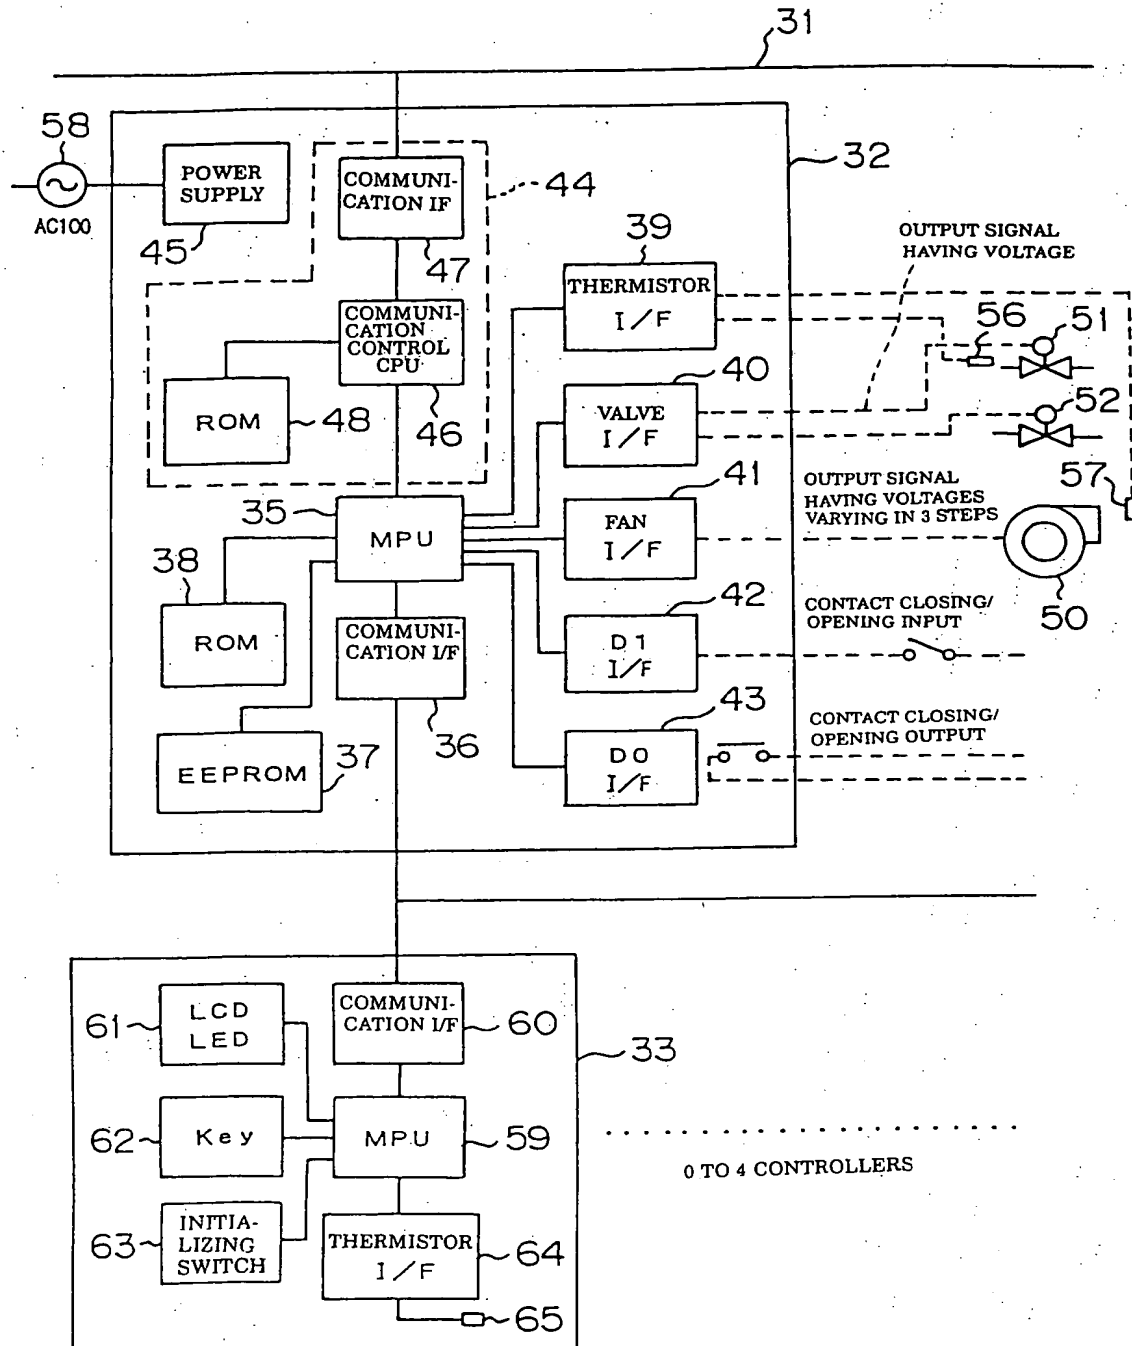 31
58
AC100
POWER
SUPPLY
45
COMMUNI-
CATION IF
47
44
32
39
THERMISTOR
I/F
OUTPUT SIGNAL
HAVING VOLTAGE
56
51
COMMUNI-
CATION
CONTROL
CPU
46
ROM
48
40
VALVE
I/F
52
35
MPU
41
FAN
I/F
OUTPUT SIGNAL
HAVING VOLTAGES
VARYING IN 3 STEPS
57
50
38
ROM
COMMUNI-
CATION I/F
36
42
D1
I/F
CONTACT CLOSING/
OPENING INPUT
EEPROM
37
43
D0
I/F
CONTACT CLOSING/
OPENING OUTPUT
61
LCD
LED
COMMUNI-
CATION I/F
60
33
62
Key
MPU
59
0 TO 4 CONTROLLERS
63
INITIA-
LIZING
SWITCH
THERMISTOR
I/F
64
65